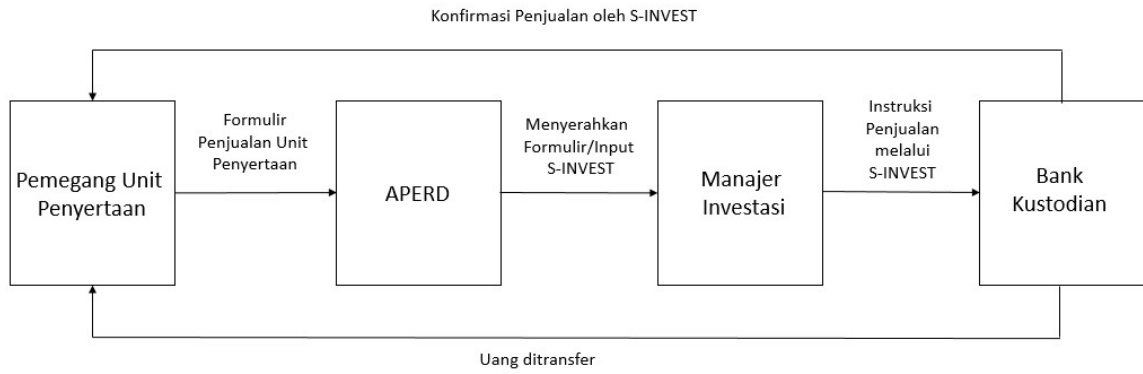 Konfirmasi Penjualan oleh S-INVEST
Pemegang Unit
Penyertaan
Formulir
Penjualan Unit
Penyertaan
APERD
Menyerahkan
Formulir/Input
S-INVEST
Manajer
Investasi
Instruksi
Penjualan
melalui
S-INVEST
Bank
Kustodian
Uang ditransfer